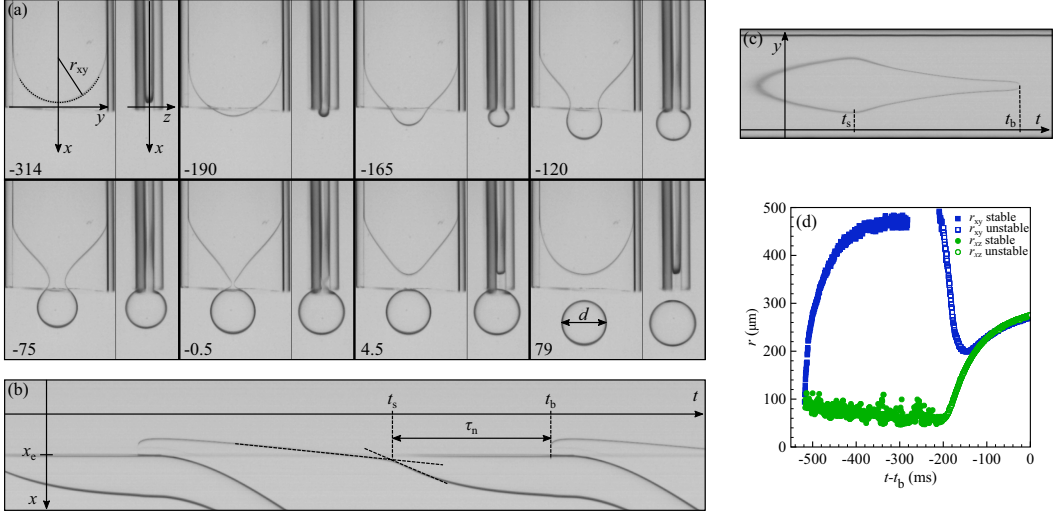 (a)
r_xy
y
z
x
x
-314
-190
-165
-120
-75
-0.5
4.5
d
79
(b)
t_s
t_b
t
τ_n
x_e
x
(c)
y
t_s
t_b
t
(d)
500
400
300
200
100
0
r (μm)
r_xy stable
r_xy unstable
r_xz stable
r_xz unstable
-500 -400 -300 -200 -100 0
t-t_b (ms)